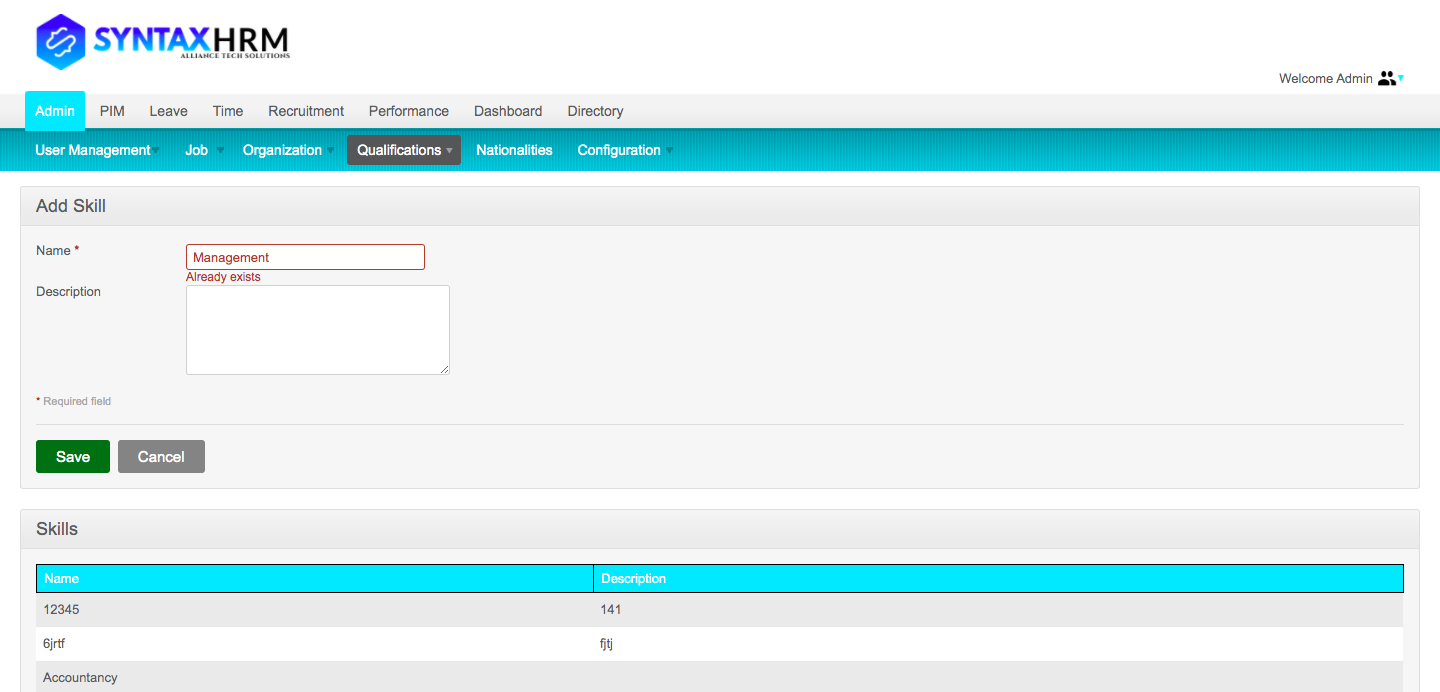 SYNTAXHRM
ALLIANCE TECH SOLUTIONS
Welcome Admin
Admin PIM Leave Time Recruitment Performance Dashboard Directory
User Management Job Organization Qualifications Nationalities Configuration
Add Skill
Name *
Management
Already exists
Description
* Required field
Save Cancel
Skills
Name Description
12345 141
6jrtf fjtj
Accountancy